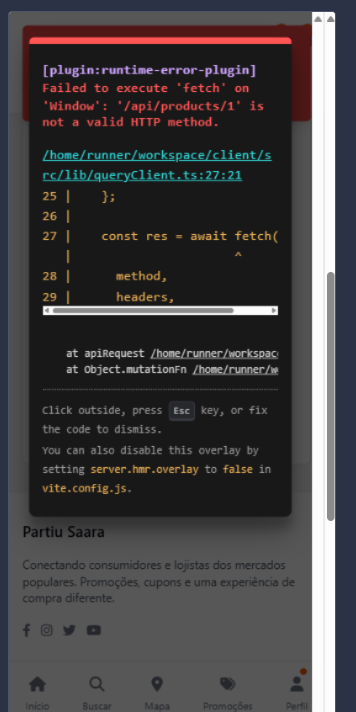 [plugin:runtime-error-plugin]
Failed to execute 'fetch' on
'Window': '/api/products/1' is
not a valid HTTP method.
/home/runner/workspace/client/s
rc/lib/queryClient.ts:27:21
25 |    };
26 |
27 |    const res = await fetch(
   |                      ^
28 |      method,
29 |      headers,
at apiRequest /home/runner/workspac
at Object.mutationFn /home/runner/w
Click outside, press Esc key, or fix
the code to dismiss.
You can also disable this overlay by
setting server.hmr.overlay to false in
vite.config.js.
Partiu Saara
Conectando consumidores e lojistas dos mercados
populares. Promoções, cupons e uma experiência de
compra diferente.
Início Buscar Mapa Promoções Perfil